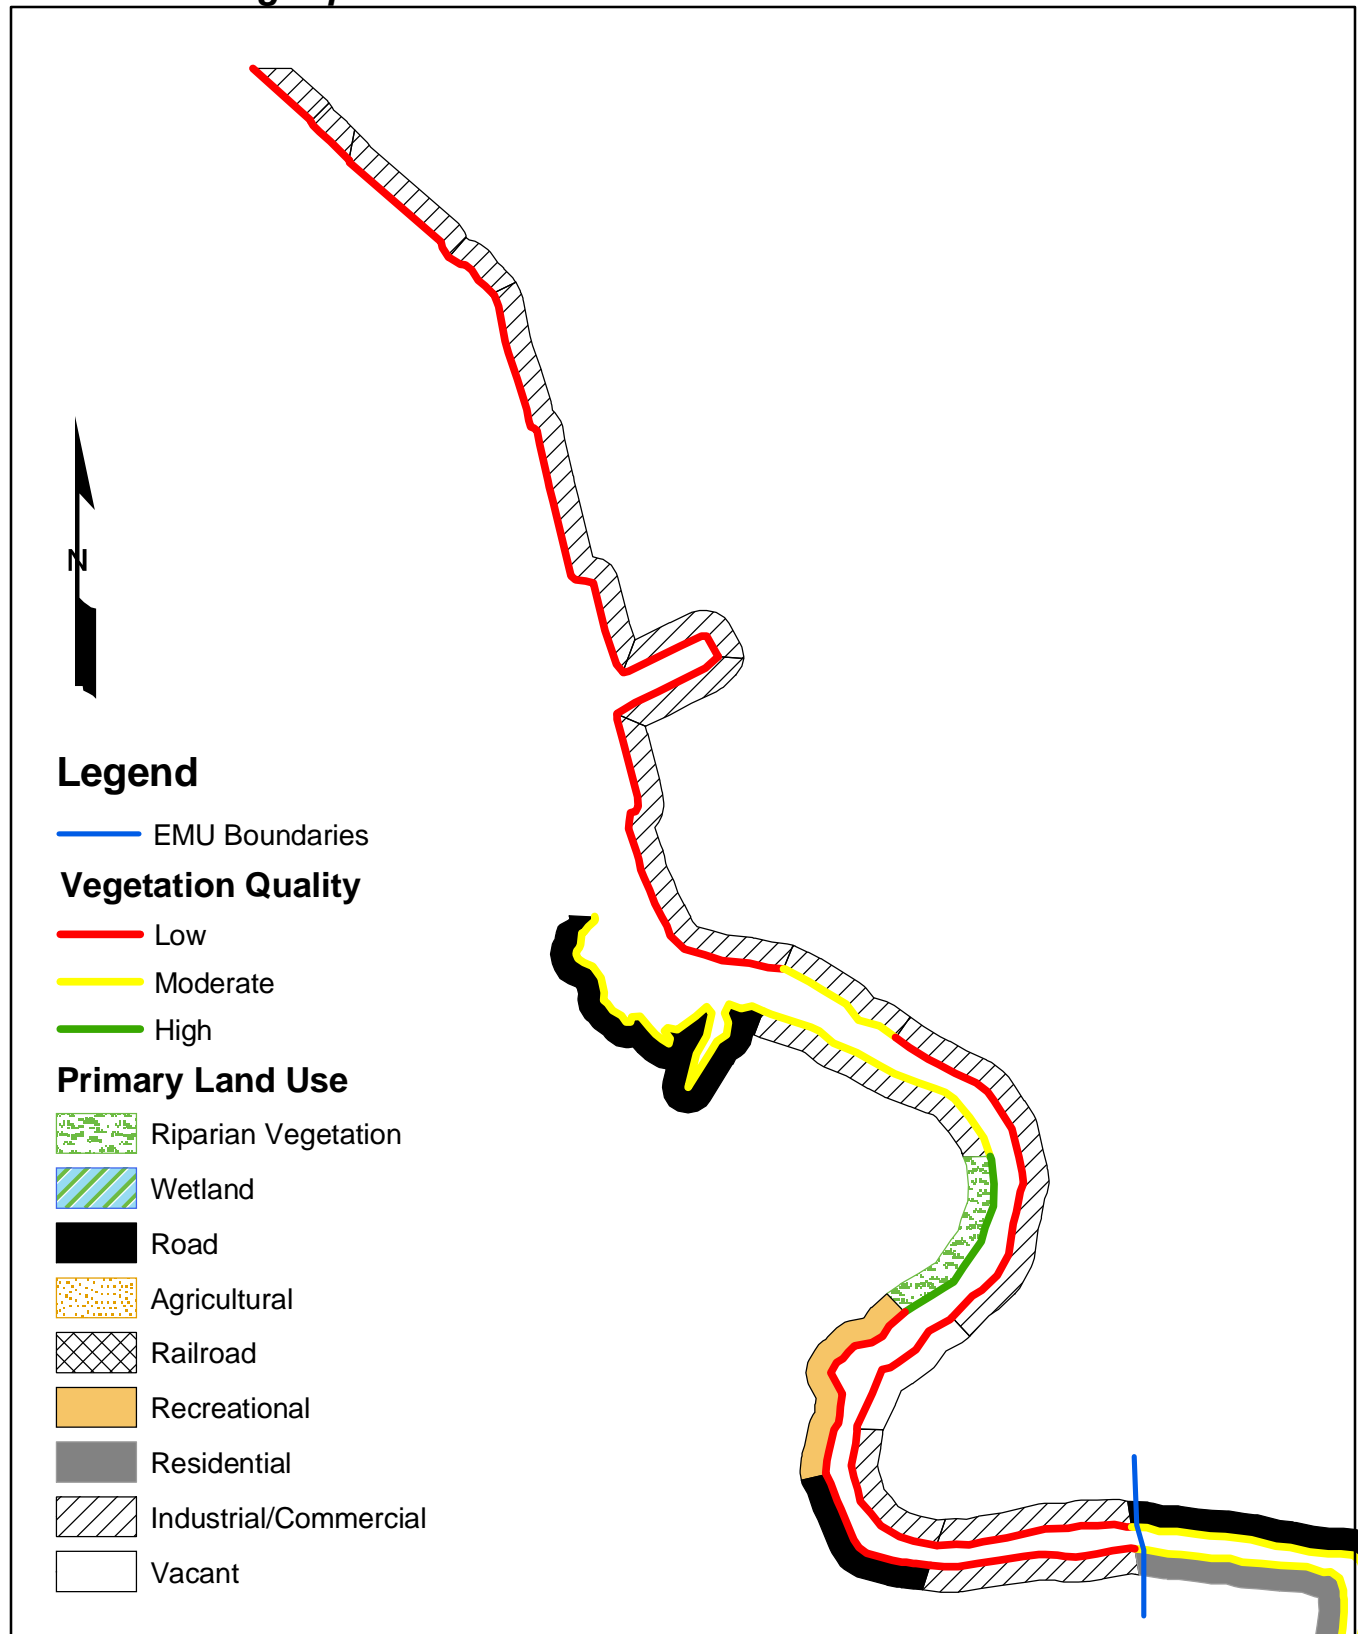 N
Legend
EMU Boundaries
Vegetation Quality
Low
Moderate
High
Primary Land Use
Riparian Vegetation
Wetland
Road
Agricultural
Railroad
Recreational
Residential
Industrial/Commercial
Vacant